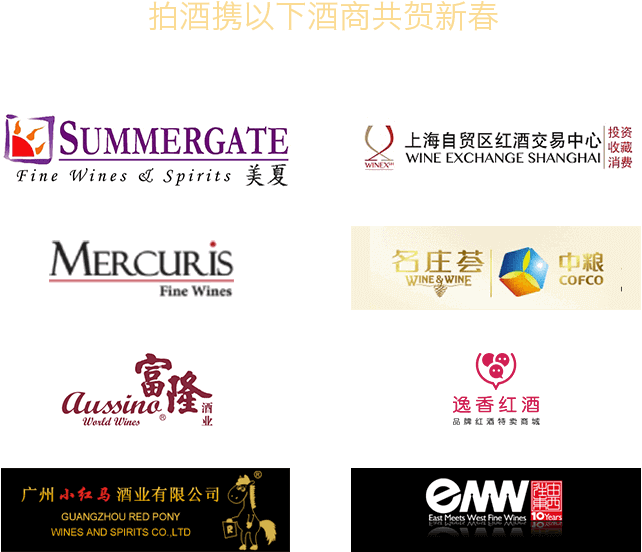 拍酒携以下酒商共贺新春
SUMMERGATE
Fine Wines & Spirits 美夏
WINEX SH
上海自贸区红酒交易中心
WINE EXCHANGE SHANGHAI
投资
收藏
消费
MERCURIS
Fine Wines
名庄荟
WINE & WINE
中粮
COFCO
富隆
Aussino®
World Wines
酒业
逸香红酒
品牌红酒特卖商城
广州小红马酒业有限公司
GUANGZHOU RED PONY
WINES AND SPIRITS CO.,LTD
R
®
emw
East Meets West Fine Wines
10Years